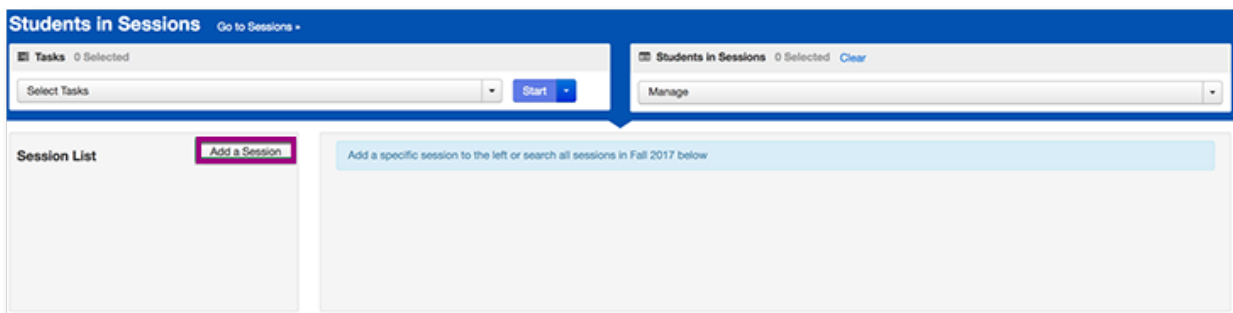 Students in Sessions Go to Sessions »
Tasks 0 Selected
Select Tasks
Start
Students in Sessions 0 Selected Clear
Manage
Session List
Add a Session
Add a specific session to the left or search all sessions in Fall 2017 below